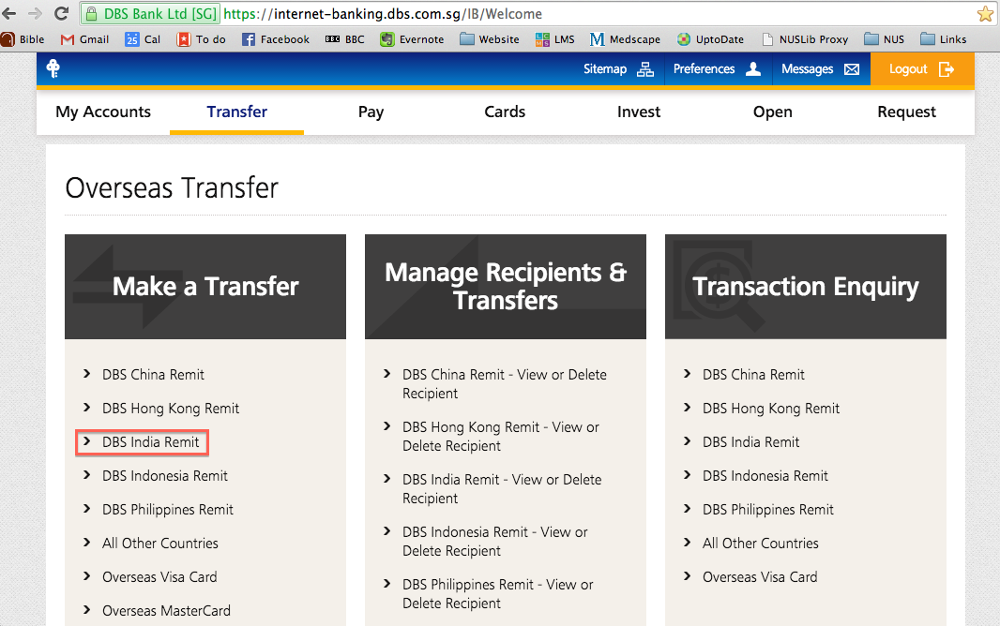 DBS Bank Ltd [SG] https://internet-banking.dbs.com.sg/IB/Welcome
Bible Gmail 25 Cal To do Facebook BBC BBC Evernote Website LMS Medscape UptoDate NUSLib Proxy NUS Links
Sitemap Preferences Messages Logout
My Accounts Transfer Pay Cards Invest Open Request
Overseas Transfer
Make a Transfer
DBS China Remit
DBS Hong Kong Remit
DBS India Remit
DBS Indonesia Remit
DBS Philippines Remit
All Other Countries
Overseas Visa Card
Overseas MasterCard
Manage Recipients &
Transfers
DBS China Remit - View or Delete
Recipient
DBS Hong Kong Remit - View or
Delete Recipient
DBS India Remit - View or Delete
Recipient
DBS Indonesia Remit - View or
Delete Recipient
DBS Philippines Remit - View or
Delete Recipient
Transaction Enquiry
DBS China Remit
DBS Hong Kong Remit
DBS India Remit
DBS Indonesia Remit
DBS Philippines Remit
All Other Countries
Overseas Visa Card